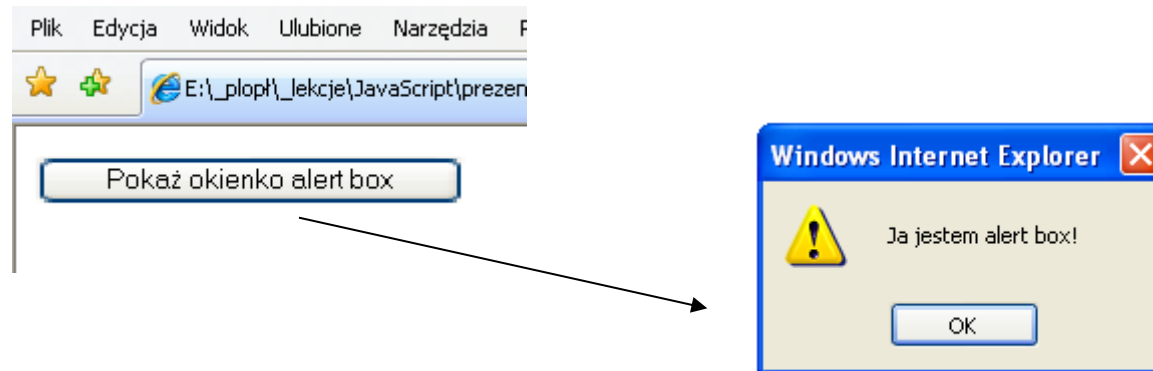 Plik Edycja Widok Ulubione Narzędzia
E:\_plopł\_lekcje\JavaScript\prezen
Pokaż okienko alert box
Windows Internet Explorer
Ja jestem alert box!
OK